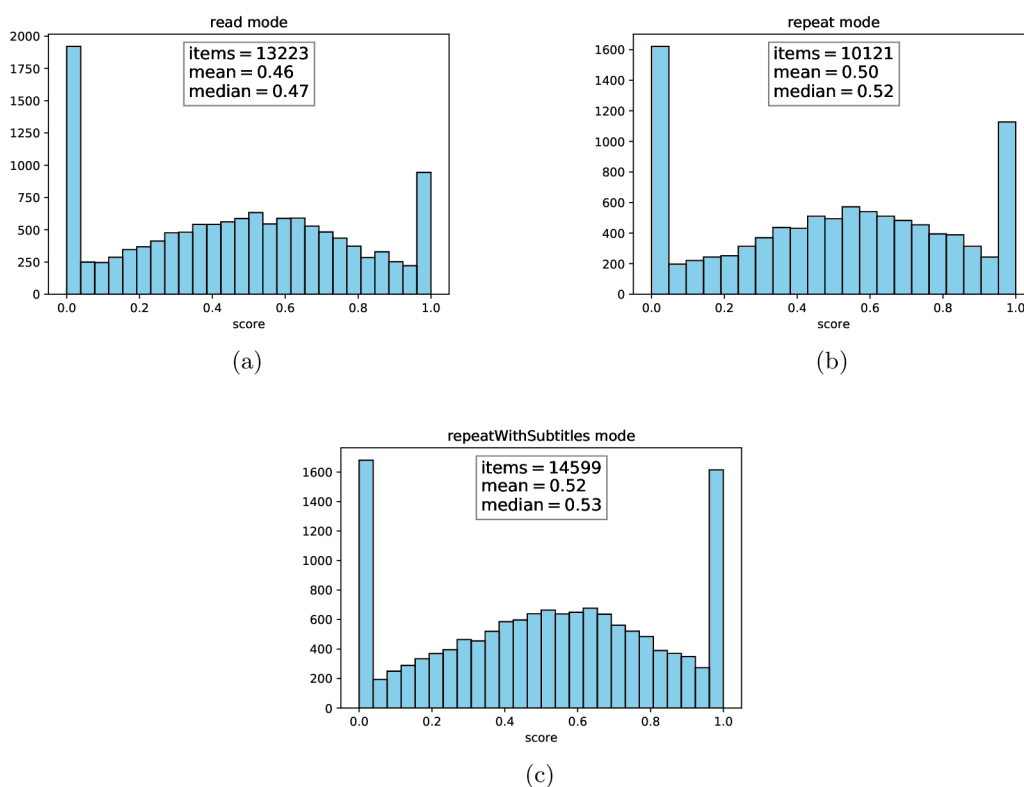 read mode
items = 13223
mean = 0.46
median = 0.47
2000
1750
1500
1250
1000
750
500
250
0
0.0 0.2 0.4 0.6 0.8 1.0
score
(a)
repeat mode
items = 10121
mean = 0.50
median = 0.52
1600
1400
1200
1000
800
600
400
200
0
0.0 0.2 0.4 0.6 0.8 1.0
score
(b)
repeatWithSubtitles mode
items = 14599
mean = 0.52
median = 0.53
1600
1400
1200
1000
800
600
400
200
0
0.0 0.2 0.4 0.6 0.8 1.0
score
(c)